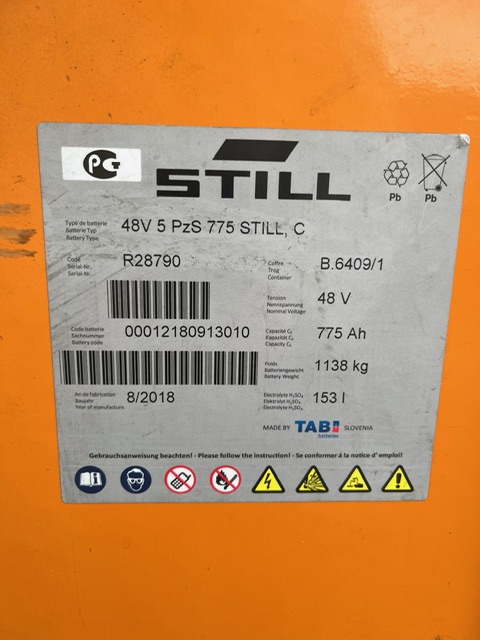 PG
STILL
Pb
Pb
Type de batterie
Batterie Typ
Battery Type
48V 5 PzS 775 STILL, C
Code
Serial-Nr.
Serial-Nr.
R28790
Coffre
Trog
Container
B.6409/1
Tension
Nennspannung
Nominal Voltage
48 V
Code batterie
Sachnummer
Battery code
00012180913010
Capacité C₅
Kapazität C₅
Capacity C₅
775 Ah
Poids
Batteriengewicht
Battery Weight
1138 kg
An de fabrication
Baujahr
Year of manufacture
8/2018
Electrolyte H₂SO₄
Elektrolyt H₂SO₄
Electrolyte H₂SO₄
153 l
MADE BY TAB batteries SLOVENIA
Gebrauchsanweisung beachten! - Please follow the instruction! - Se conformer á la notice d' emploi!